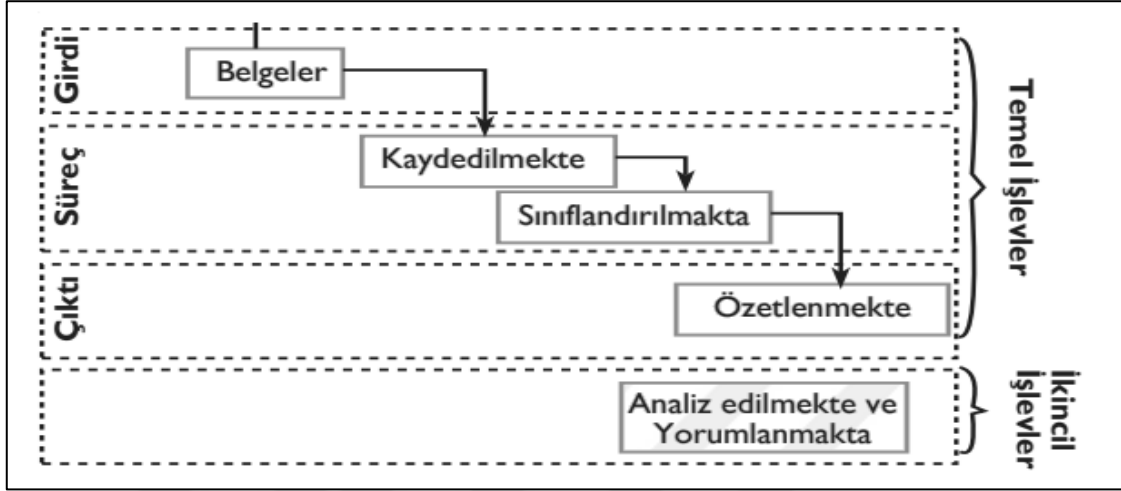 Girdi
Belgeler
Süreç
Kaydedilmekte
Sınıflandırılmakta
Çıktı
Özetlenmekte
Temel İşlevler
Analiz edilmekte ve
Yorumlanmakta
İkincil
İşlevler